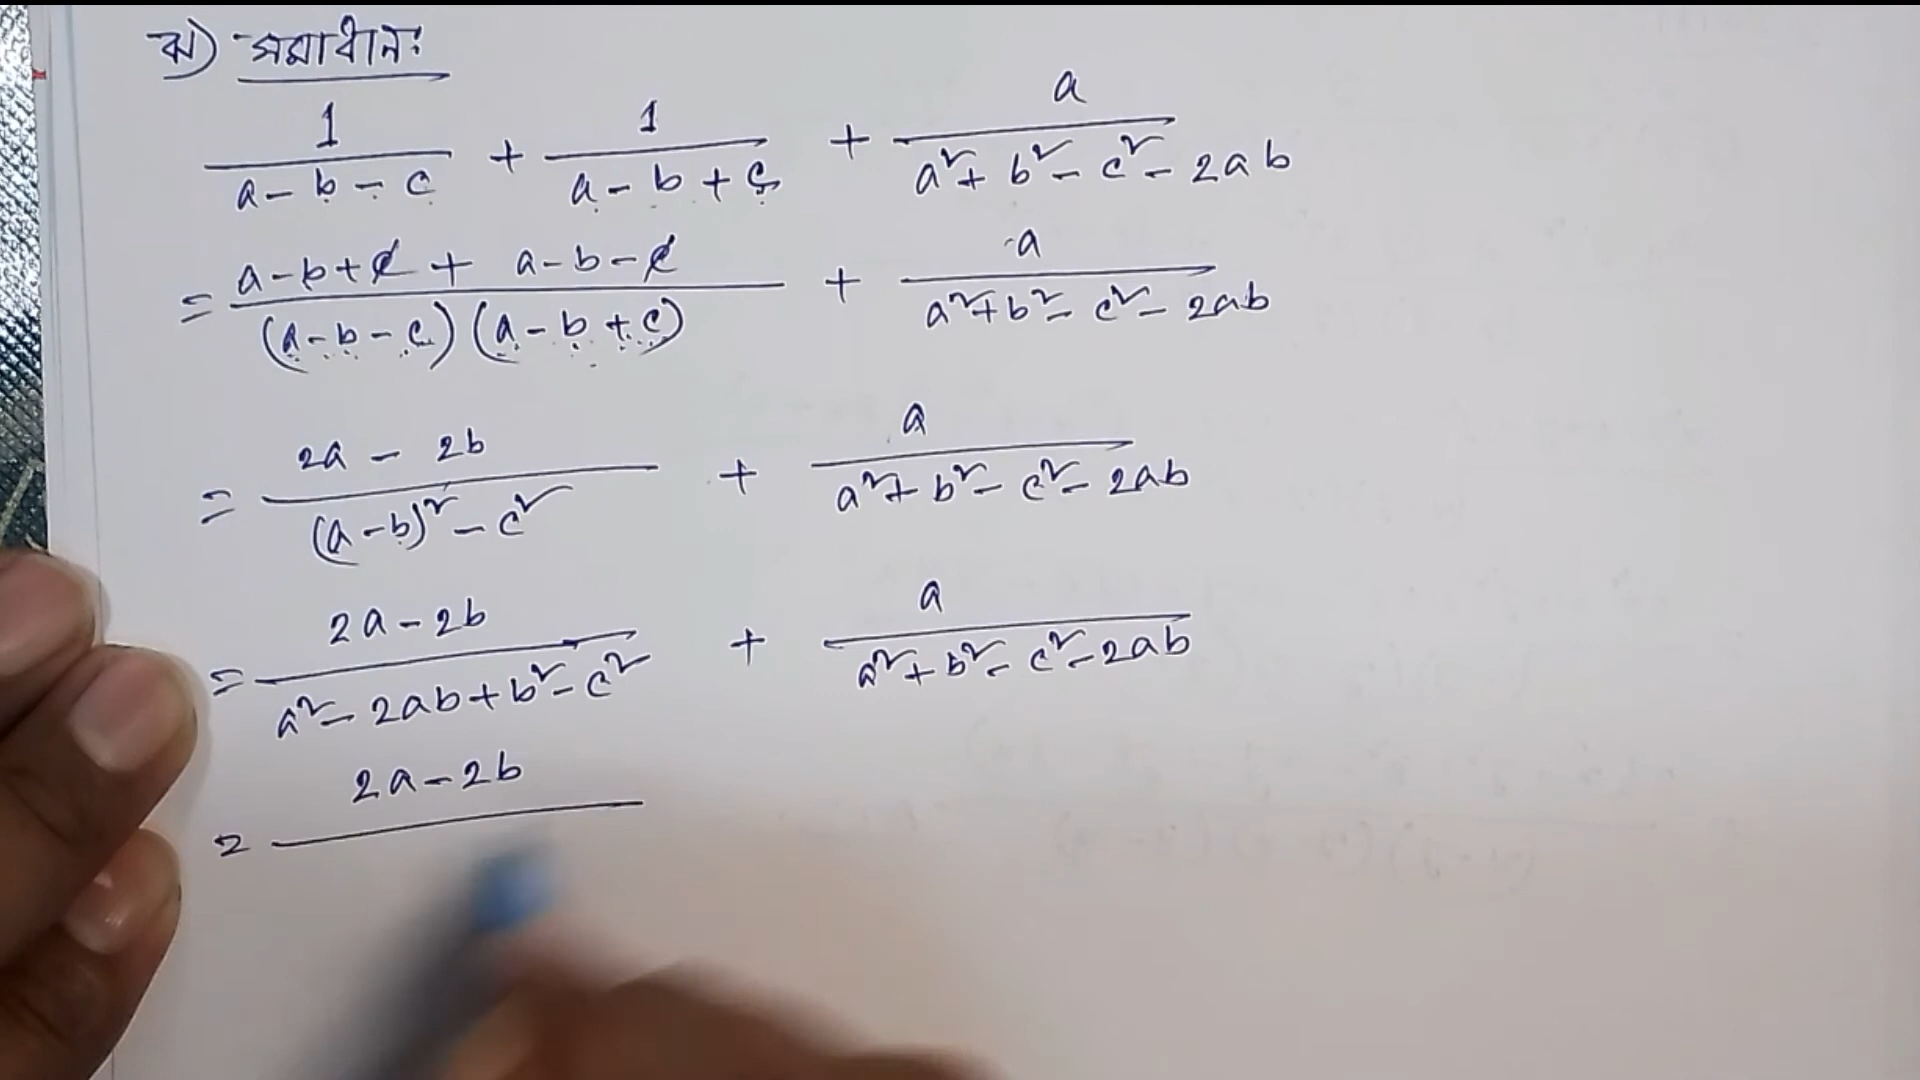 ঝ) সমাধানঃ
1/(a-b-c) + 1/(a-b+c) + a/(a²+b²-c²-2ab)
= (a-b+c + a-b-c)/((a-b-c)(a-b+c)) + a/(a²+b²-c²-2ab)
= (2a-2b)/((a-b)²-c²) + a/(a²+b²-c²-2ab)
= (2a-2b)/(a²-2ab+b²-c²) + a/(a²+b²-c²-2ab)
= 2a-2b